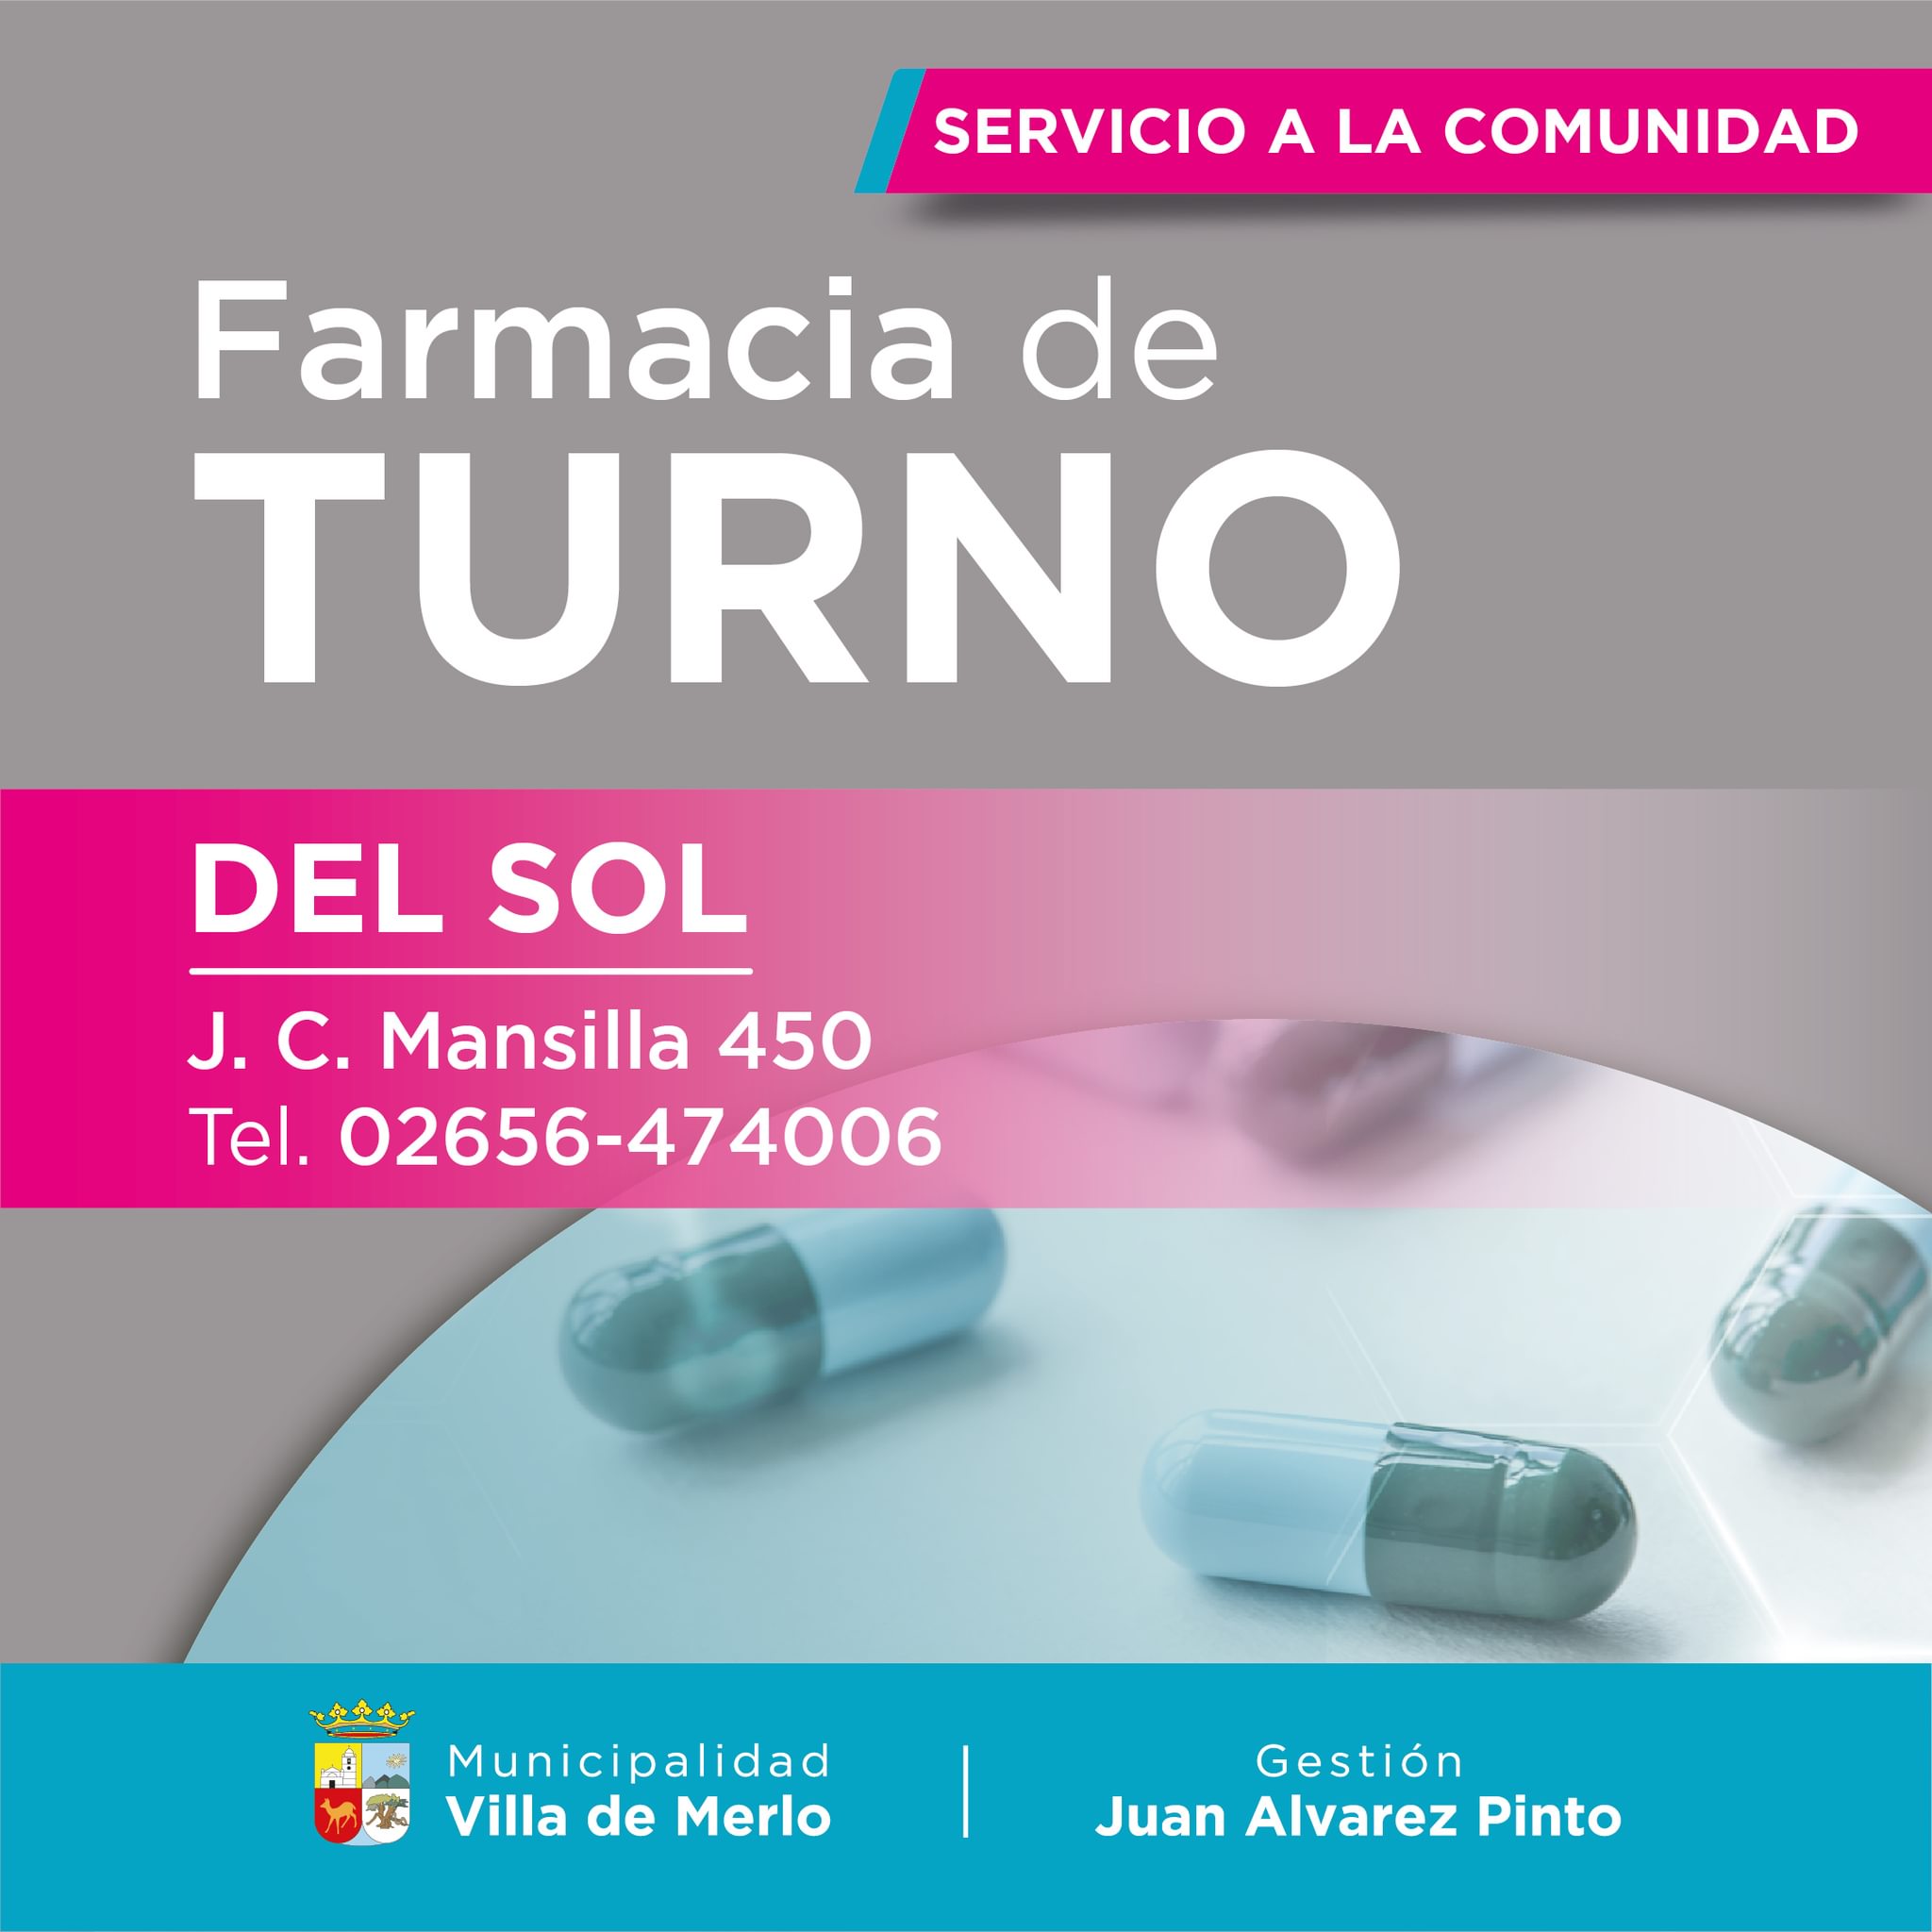 SERVICIO A LA COMUNIDAD
Farmacia de
TURNO
DEL SOL
J. C. Mansilla 450
Tel. 02656-474006
Municipalidad
Villa de Merlo
Gestión
Juan Alvarez Pinto